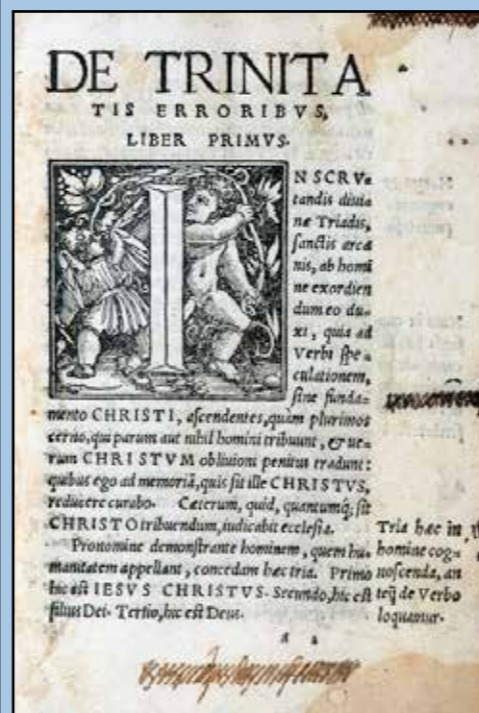 DE TRINITA
TIS ERRORIBVS,
LIBER PRIMVS.
IN SCRVa
tandis diuia
næ Triadis,
sanctis arca
nis, ab homi
ne exordien
dum eo du-
xi, quia ad
Verbi spea
culationem,
sine funda-
mento CHRISTI, ascendentes, quàm plurimos
cerno, qui parum aut nihil homini tribuunt, & ue-
rum CHRISTVM obliuioni penitus tradunt:
quibus ego ad memoriã, quis sit ille CHRISTVS,
reducere curabo. Cæterum, quid, quantumq; sit
CHRISTO tribuendum, iudicabit ecclesia.
Pronomine demonstrante hominem, quem hu-
manitatem appellant, concedam hæc tria. Primo
hic est IESVS CHRISTVS. Secundo, hic est
filius Dei. Tertio, hic est Deus.
Tria hæc in
homine cog-
noscenda, an
teq̃ de Verbo
loquamur.